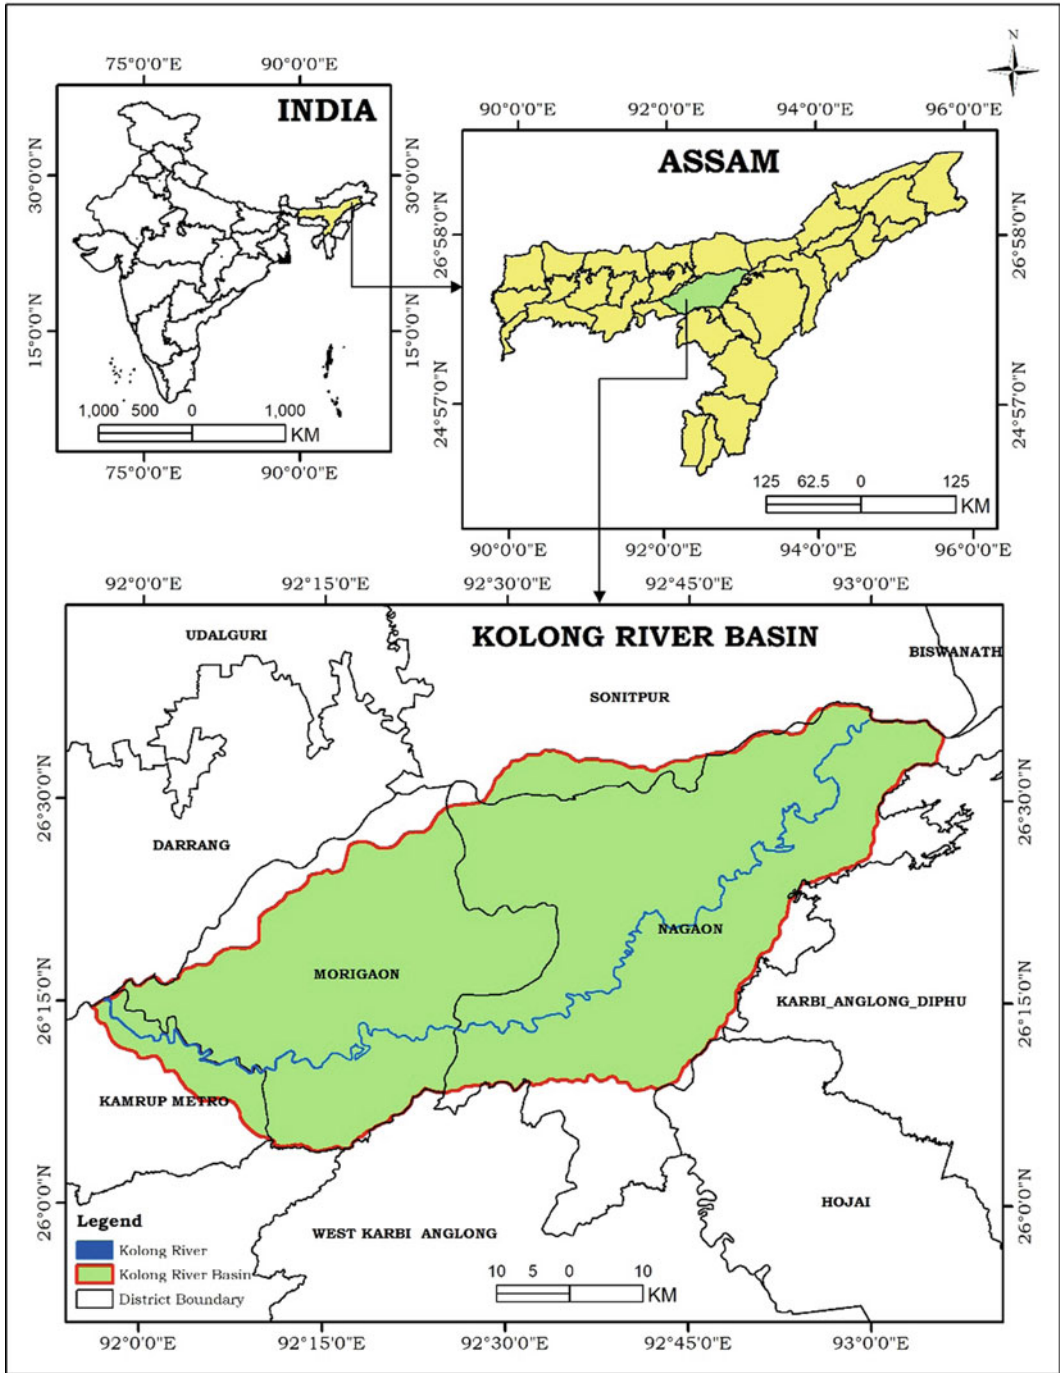 N
75°0'0"E 90°0'0"E
INDIA
30°0'0"N
30°0'0"N
15°0'0"N
15°0'0"N
1,000 500 0 1,000
KM
75°0'0"E 90°0'0"E
90°0'0"E 92°0'0"E 94°0'0"E 96°0'0"E
ASSAM
26°58'0"N
26°58'0"N
24°57'0"N
24°57'0"N
125 62.5 0 125
KM
90°0'0"E 92°0'0"E 94°0'0"E 96°0'0"E
92°0'0"E 92°15'0"E 92°30'0"E 92°45'0"E 93°0'0"E
KOLONG RIVER BASIN
UDALGURI
BISWANATH
SONITPUR
26°30'0"N
26°30'0"N
DARRANG
NAGAON
MORIGAON
26°15'0"N
26°15'0"N
KARBI_ANGLONG_DIPHU
KAMRUP METRO
26°0'0"N
26°0'0"N
HOJAI
WEST KARBI ANGLONG
Legend
Kolong River
Kolong River Basin
District Boundary
10 5 0 10
KM
92°0'0"E 92°15'0"E 92°30'0"E 92°45'0"E 93°0'0"E